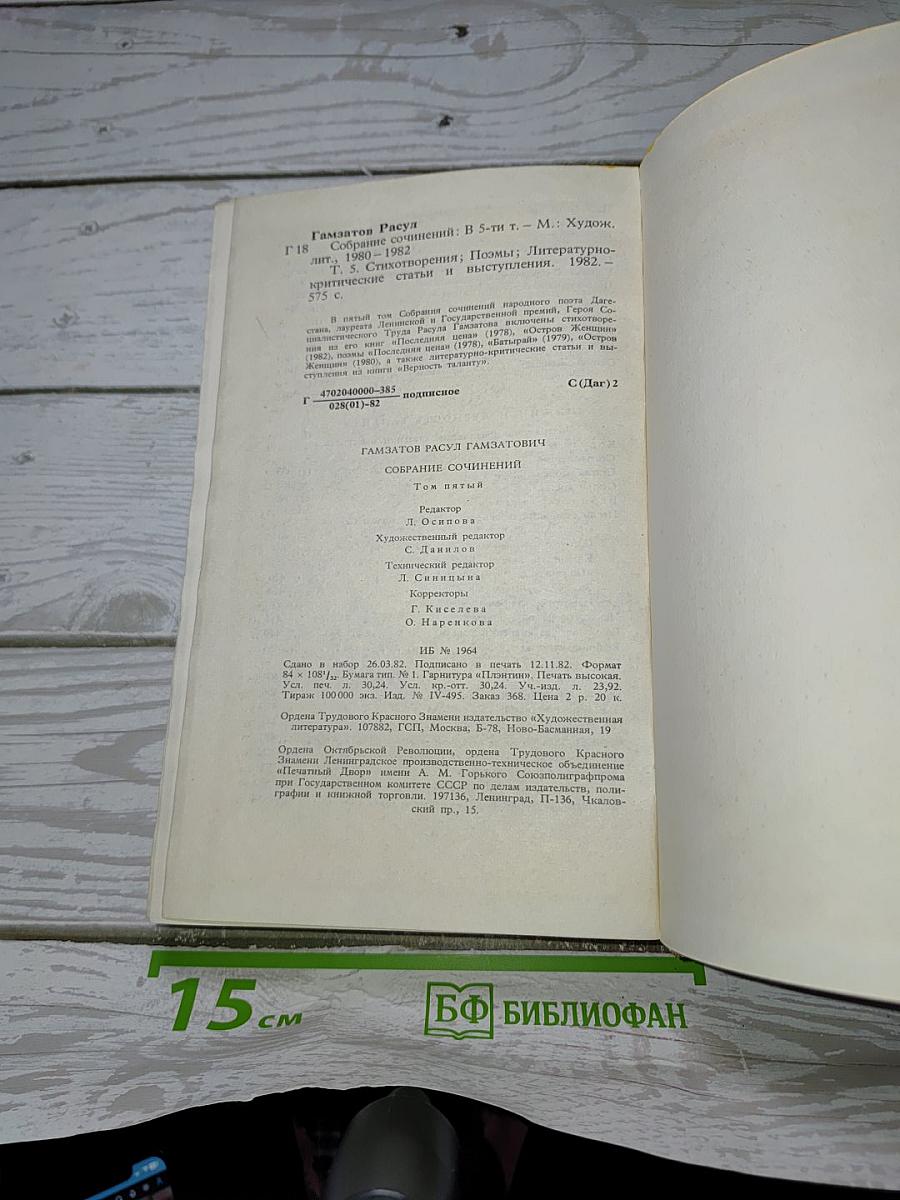 Гамзатов Расул
Г 18 Собрание сочинений: В 5-ти т. – М.: Худож.
лит., 1980 – 1982
Т. 5. Стихотворения; Поэмы; Литературно-
критические статьи и выступления. 1982. –
575 с.
В пятый том Собрания сочинений народного поэта Даге-
стана, лауреата Ленинской и Государственной премий, Героя Со-
циалистического Труда Расула Гамзатова включены стихотворе-
ния из его книг «Последняя цена» (1978), «Остров Женщин»
(1982), поэмы «Последняя цена» (1978), «Батырай» (1979), «Остров
Женщин» (1980), а также литературно-критические статьи и вы-
ступления из книги «Верность таланту».
4702040000–385
Г подписное С(Даг)2
028(01)–82
ГАМЗАТОВ РАСУЛ ГАМЗАТОВИЧ
СОБРАНИЕ СОЧИНЕНИЙ
Том пятый
Редактор
Л. Осипова
Художественный редактор
С. Данилов
Технический редактор
Л. Синицына
Корректоры
Г. Киселева
О. Наренкова
ИБ № 1964
Сдано в набор 26.03.82. Подписано в печать 12.11.82. Формат
84 × 108¹/₃₂. Бумага тип. № 1. Гарнитура «Плэнтин». Печать высокая.
Усл. печ. л. 30,24. Усл. кр.-отт. 30,24. Уч.-изд. л. 23,92.
Тираж 100 000 экз. Изд. № IV-495. Заказ 368. Цена 2 р. 20 к.
Ордена Трудового Красного Знамени издательство «Художественная
литература». 107882, ГСП, Москва, Б-78, Ново-Басманная, 19
Ордена Октябрьской Революции, ордена Трудового Красного
Знамени Ленинградское производственно-техническое объединение
«Печатный Двор» имени А. М. Горького Союзполиграфпрома
при Государственном комитете СССР по делам издательств, поли-
графии и книжной торговли. 197136, Ленинград, П-136, Чкалов-
ский пр., 15.
15 см БФ БИБЛИОФАН